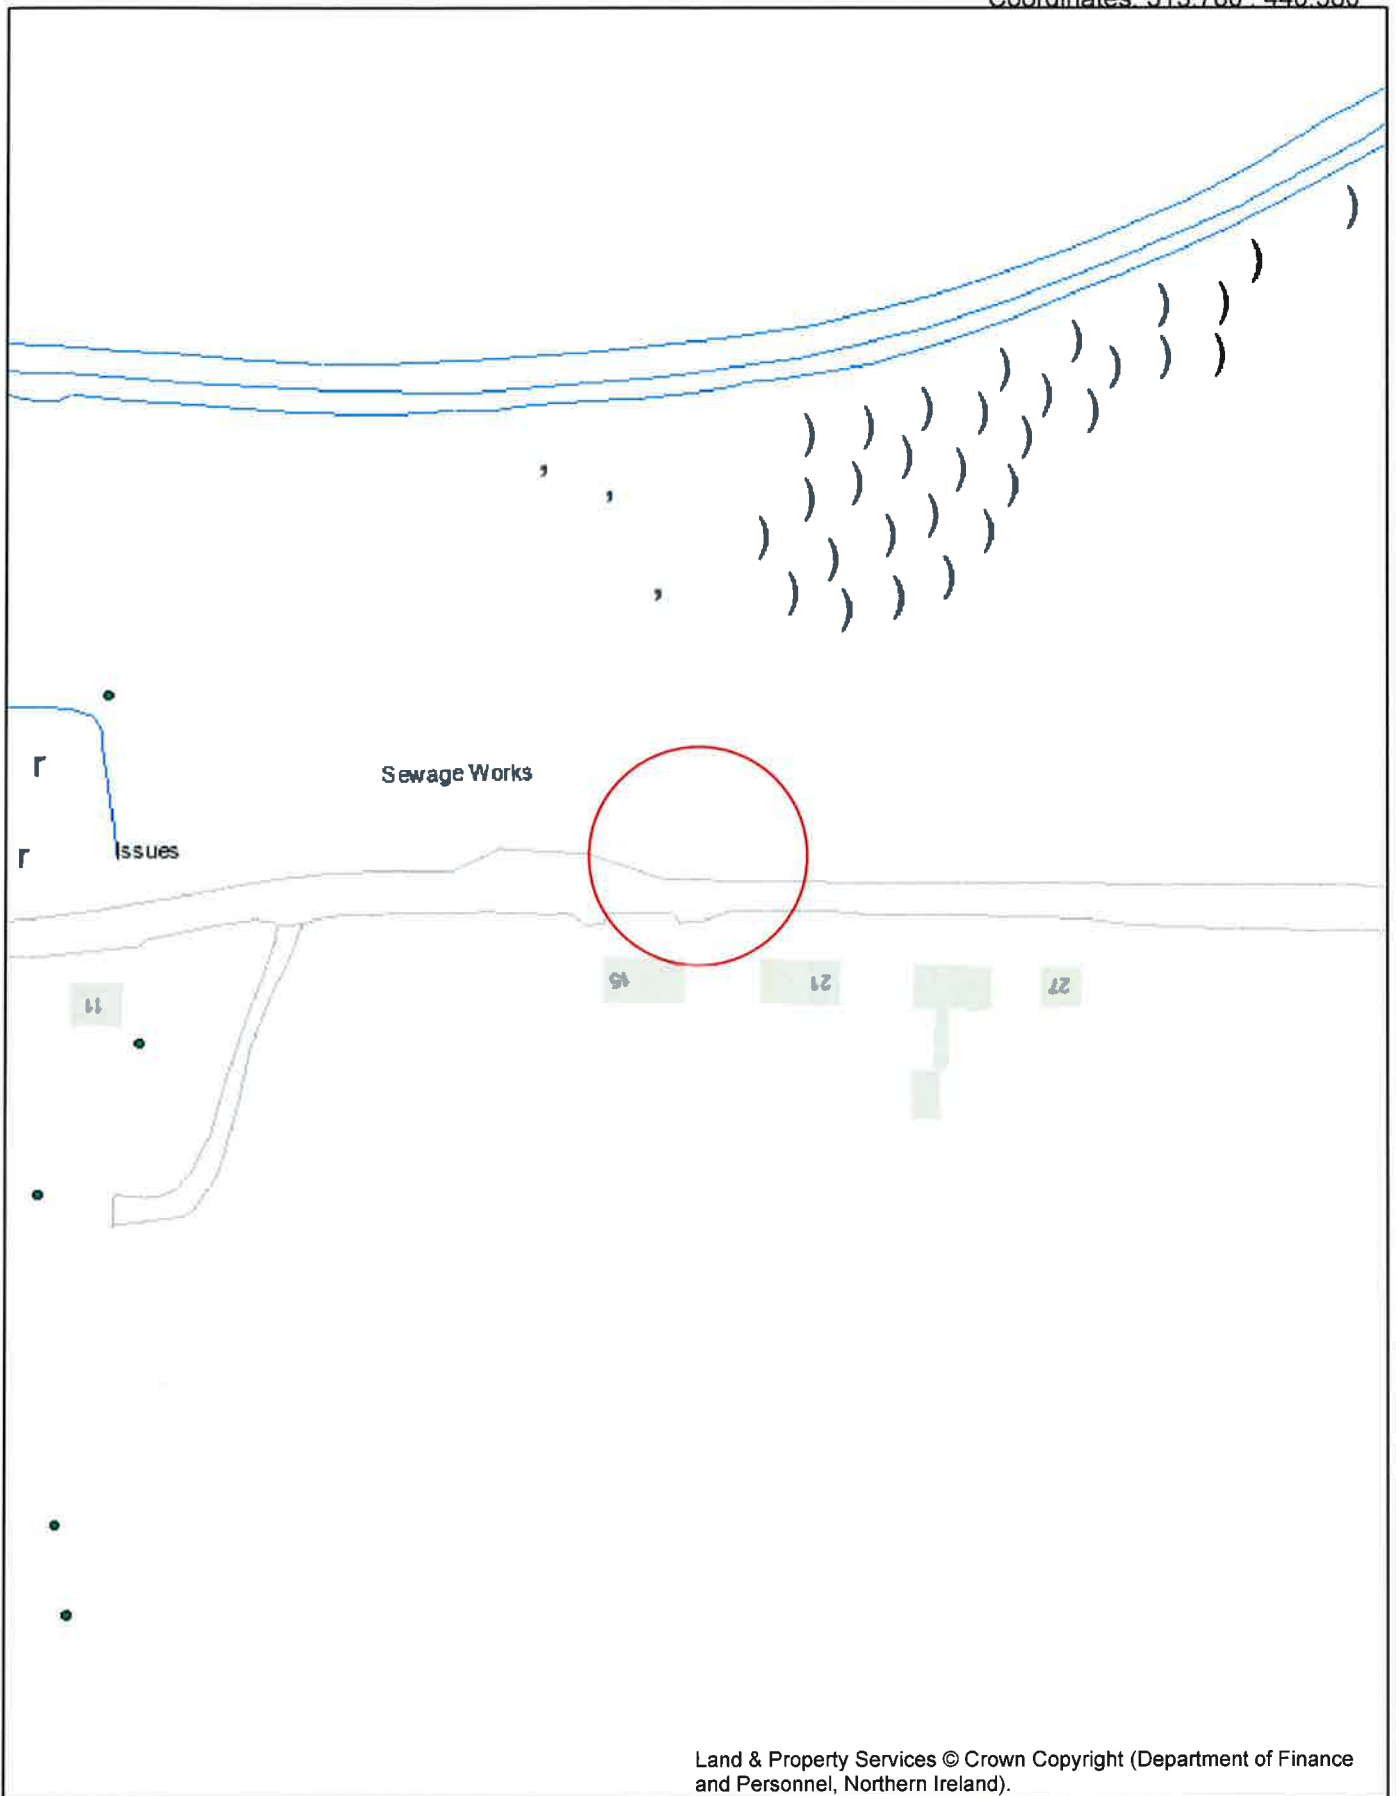 Sewage Works
r
Issues
r
15
21
27
11
Land & Property Services © Crown Copyright (Department of Finance
and Personnel, Northern Ireland).